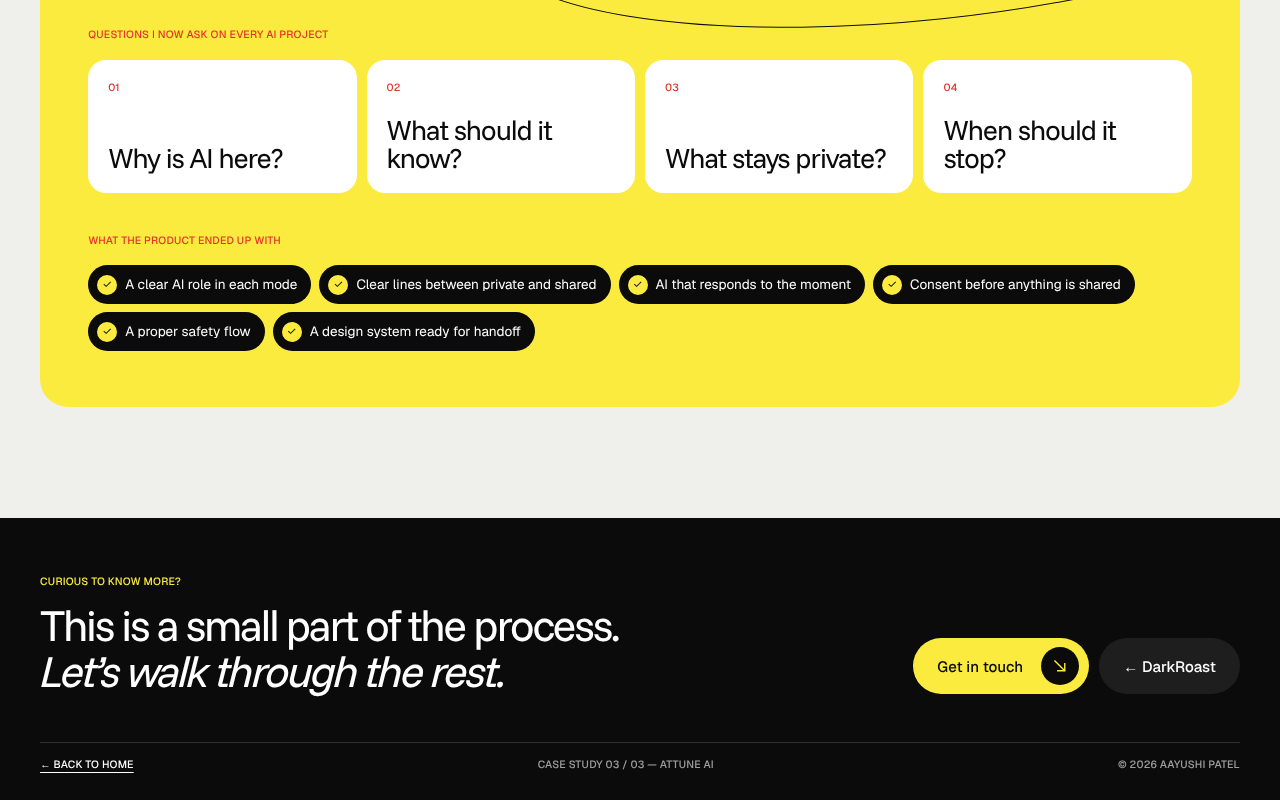 QUESTIONS I NOW ASK ON EVERY AI PROJECT
01
Why is AI here?
02
What should it
know?
03
What stays private?
04
When should it
stop?
WHAT THE PRODUCT ENDED UP WITH
A clear AI role in each mode
Clear lines between private and shared
AI that responds to the moment
Consent before anything is shared
A proper safety flow
A design system ready for handoff
CURIOUS TO KNOW MORE?
This is a small part of the process.
Let's walk through the rest.
Get in touch
← DarkRoast
← BACK TO HOME
CASE STUDY 03 / 03 — ATTUNE AI
© 2026 AAYUSHI PATEL